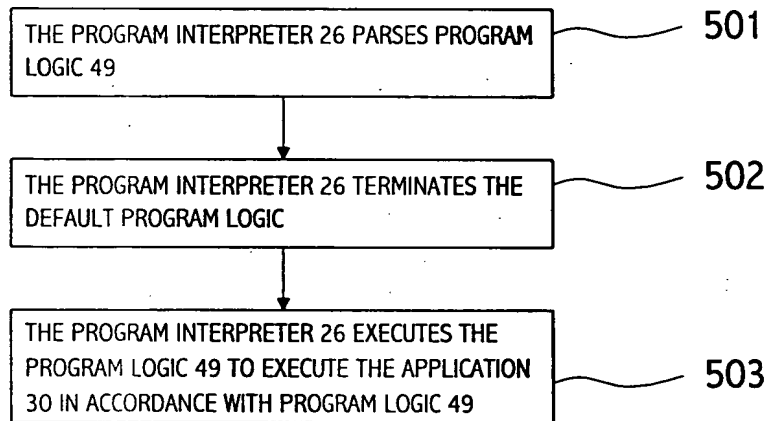 THE PROGRAM INTERPRETER 26 PARSES PROGRAM
LOGIC 49
501
THE PROGRAM INTERPRETER 26 TERMINATES THE
DEFAULT PROGRAM LOGIC
502
THE PROGRAM INTERPRETER 26 EXECUTES THE
PROGRAM LOGIC 49 TO EXECUTE THE APPLICATION
30 IN ACCORDANCE WITH PROGRAM LOGIC 49
503